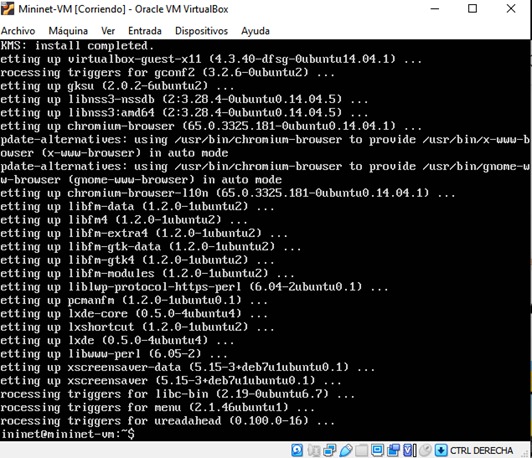 Mininet-VM [Corriendo] - Oracle VM VirtualBox
Archivo Máquina Ver Entrada Dispositivos Ayuda
KMS: install completed.
etting up virtualbox-guest-x11 (4.3.40-dfsg-0ubuntu14.04.1) ...
rocessing triggers for gconf2 (3.2.6-0ubuntu2) ...
etting up gksu (2.0.2-6ubuntu2) ...
etting up libnss3-nssdb (2:3.28.4-0ubuntu0.14.04.5) ...
etting up libnss3:amd64 (2:3.28.4-0ubuntu0.14.04.5) ...
etting up chromium-browser (65.0.3325.181-0ubuntu0.14.04.1) ...
pdate-alternatives: using /usr/bin/chromium-browser to provide /usr/bin/x-www-b
owser (x-www-browser) in auto mode
pdate-alternatives: using /usr/bin/chromium-browser to provide /usr/bin/gnome-w
w-browser (gnome-www-browser) in auto mode
etting up chromium-browser-l10n (65.0.3325.181-0ubuntu0.14.04.1) ...
etting up libfm-data (1.2.0-1ubuntu2) ...
etting up libfm4 (1.2.0-1ubuntu2) ...
etting up libfm-extra4 (1.2.0-1ubuntu2) ...
etting up libfm-gtk-data (1.2.0-1ubuntu2) ...
etting up libfm-gtk4 (1.2.0-1ubuntu2) ...
etting up libfm-modules (1.2.0-1ubuntu2) ...
etting up liblwp-protocol-https-perl (6.04-2ubuntu0.1) ...
etting up pcmanfm (1.2.0-1ubuntu0.1) ...
etting up lxde-core (0.5.0-4ubuntu4) ...
etting up lxshortcut (1.2.0-1ubuntu2) ...
etting up lxde (0.5.0-4ubuntu4) ...
etting up libwww-perl (6.05-2) ...
etting up xscreensaver-data (5.15-3+deb7u1ubuntu0.1) ...
etting up xscreensaver (5.15-3+deb7u1ubuntu0.1) ...
rocessing triggers for libc-bin (2.19-0ubuntu6.7) ...
rocessing triggers for menu (2.1.46ubuntu1) ...
rocessing triggers for ureadahead (0.100.0-16) ...
ininet@mininet-vm:~$
CTRL DERECHA